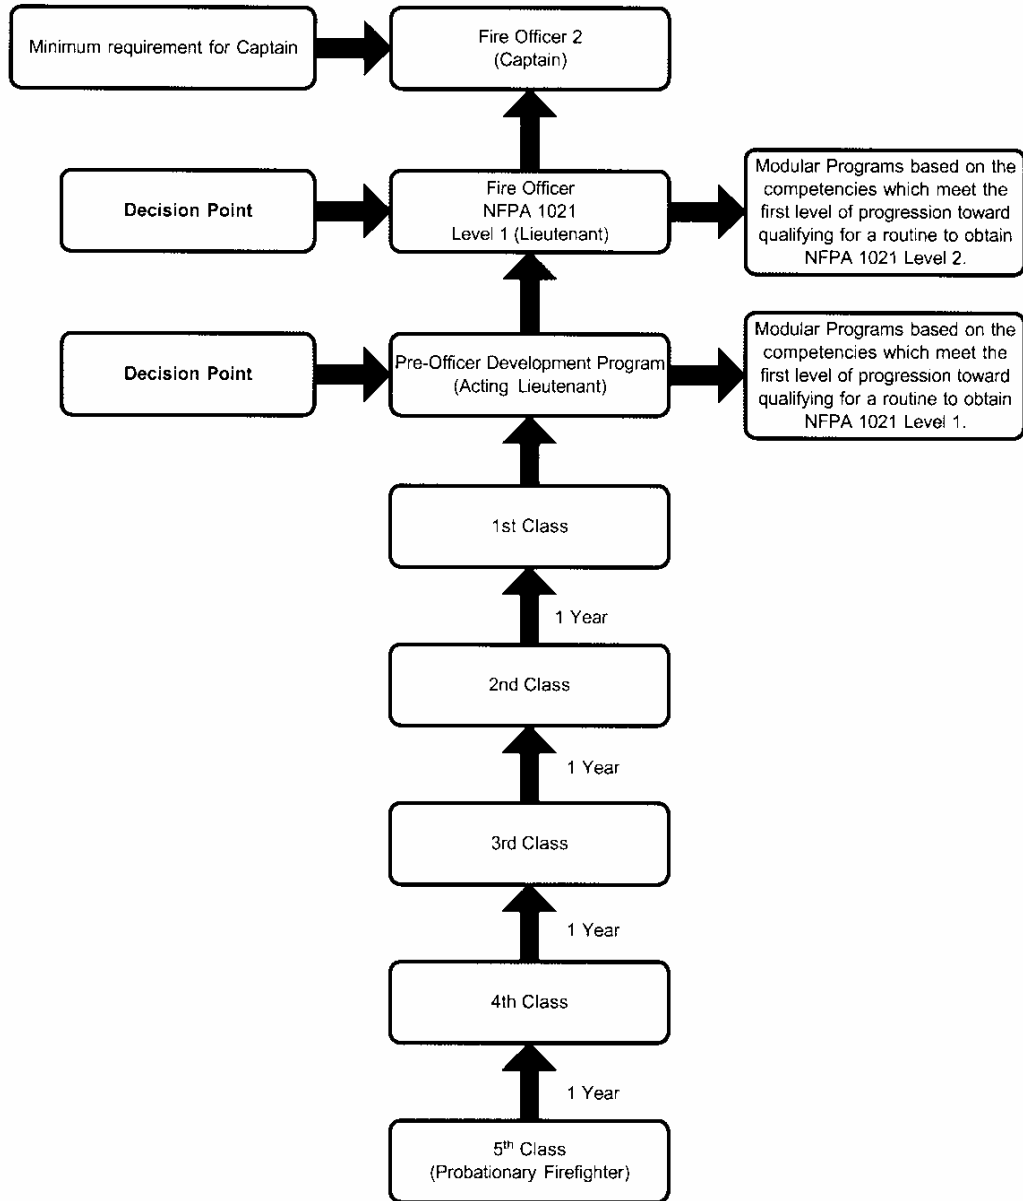 Minimum requirement for Captain
Fire Officer 2
(Captain)
Decision Point
Fire Officer
NFPA 1021
Level 1 (Lieutenant)
Modular Programs based on the
competencies which meet the
first level of progression toward
qualifying for a routine to obtain
NFPA 1021 Level 2.
Decision Point
Pre-Officer Development Program
(Acting Lieutenant)
Modular Programs based on the
competencies which meet the
first level of progression toward
qualifying for a routine to obtain
NFPA 1021 Level 1.
1st Class
1 Year
2nd Class
1 Year
3rd Class
1 Year
4th Class
1 Year
5th Class
(Probationary Firefighter)